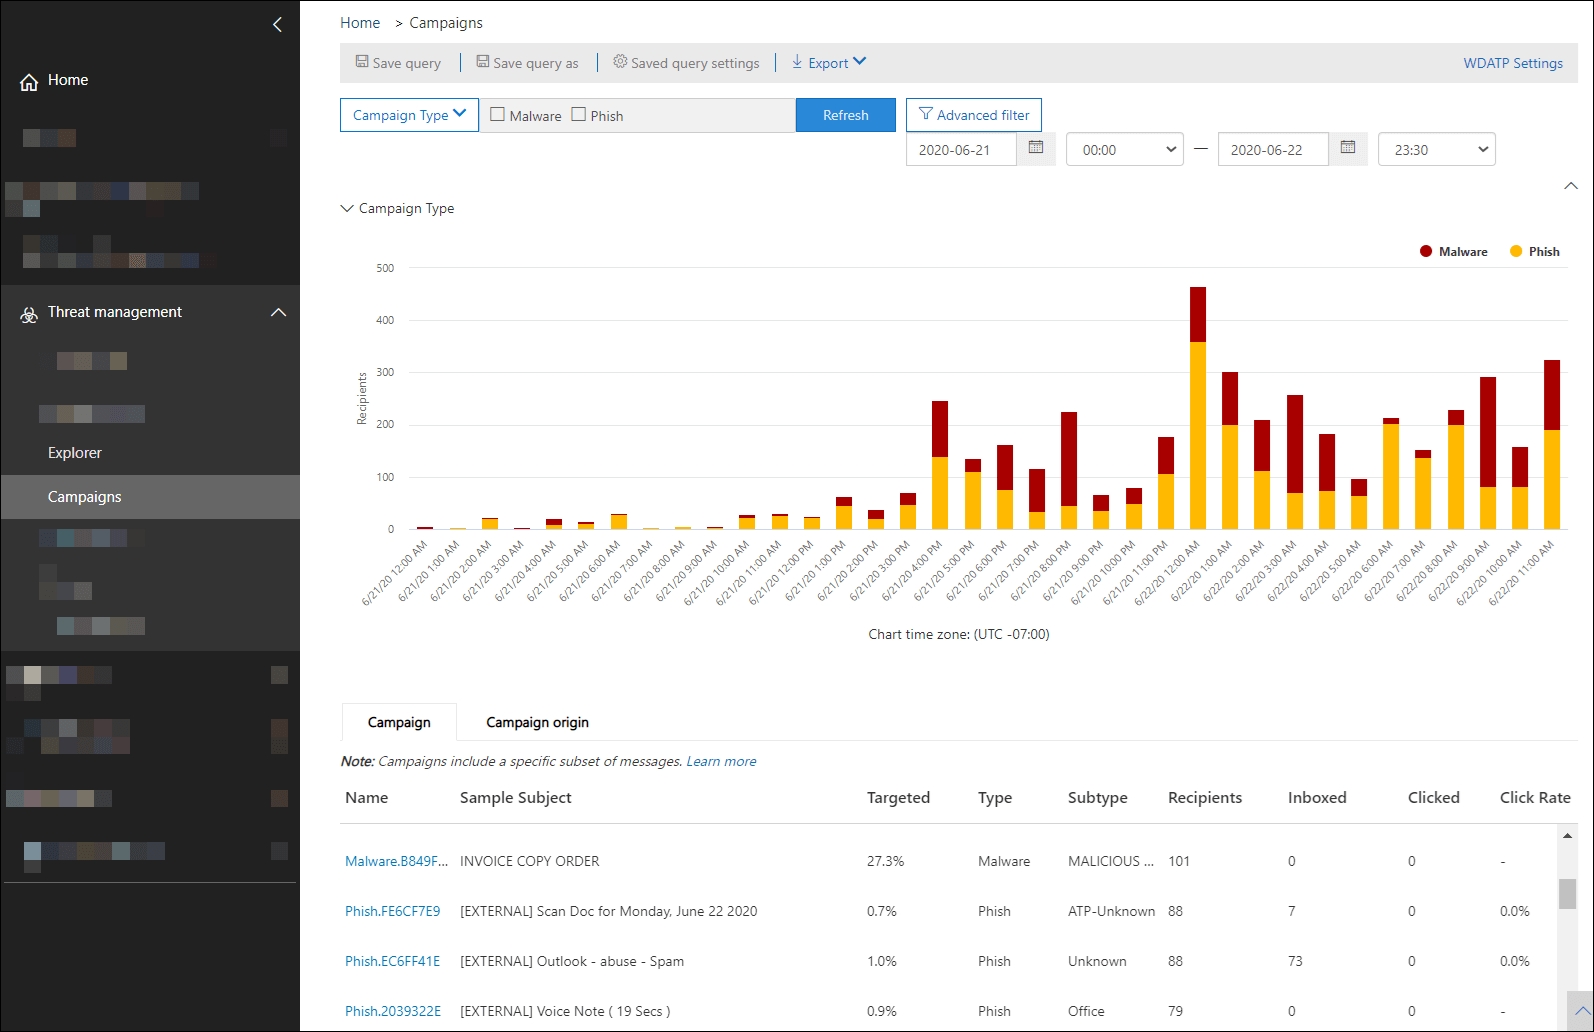 Home > Campaigns
Save query | Save query as | Saved query settings | Export
WDATP Settings
Home
Campaign Type
Malware
Phish
Refresh
Advanced filter
2020-06-21
00:00
—
2020-06-22
23:30
Campaign Type
Malware Phish
Threat management
Explorer
Campaigns
Recipients
500
400
300
200
100
0
6/21/20 12:00 AM
6/21/20 1:00 AM
6/21/20 2:00 AM
6/21/20 3:00 AM
6/21/20 4:00 AM
6/21/20 5:00 AM
6/21/20 6:00 AM
6/21/20 7:00 AM
6/21/20 8:00 AM
6/21/20 9:00 AM
6/21/20 10:00 AM
6/21/20 11:00 AM
6/21/20 12:00 PM
6/21/20 1:00 PM
6/21/20 2:00 PM
6/21/20 3:00 PM
6/21/20 4:00 PM
6/21/20 5:00 PM
6/21/20 6:00 PM
6/21/20 7:00 PM
6/21/20 8:00 PM
6/21/20 9:00 PM
6/21/20 10:00 PM
6/21/20 11:00 PM
6/22/20 12:00 AM
6/22/20 1:00 AM
6/22/20 2:00 AM
6/22/20 3:00 AM
6/22/20 4:00 AM
6/22/20 5:00 AM
6/22/20 6:00 AM
6/22/20 7:00 AM
6/22/20 8:00 AM
6/22/20 9:00 AM
6/22/20 10:00 AM
6/22/20 11:00 AM
Chart time zone: (UTC -07:00)
Campaign Campaign origin
Note: Campaigns include a specific subset of messages. Learn more
Name Sample Subject Targeted Type Subtype Recipients Inboxed Clicked Click Rate
Malware.B849F... INVOICE COPY ORDER 27.3% Malware MALICIOUS ... 101 0 0 -
Phish.FE6CF7E9 [EXTERNAL] Scan Doc for Monday, June 22 2020 0.7% Phish ATP-Unknown 88 7 0 0.0%
Phish.EC6FF41E [EXTERNAL] Outlook - abuse - Spam 1.0% Phish Unknown 88 73 0 0.0%
Phish.2039322E [EXTERNAL] Voice Note ( 19 Secs ) 0.9% Phish Office 79 0 0 -